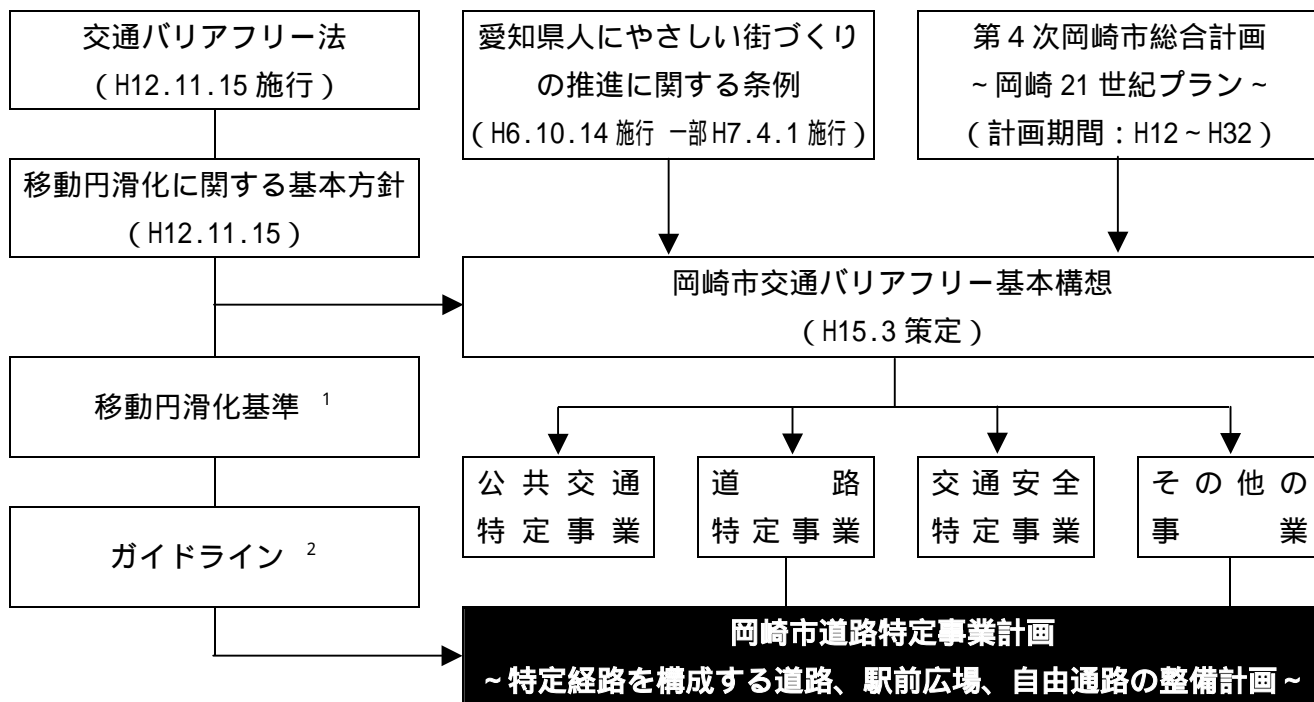 交通バリアフリー法
（H12.11.15 施行）
愛知県人にやさしい街づくり
の推進に関する条例
（H6.10.14 施行 一部 H7.4.1 施行）
第４次岡崎市総合計画
～岡崎 21 世紀プラン～
（計画期間：H12～H32）
移動円滑化に関する基本方針
（H12.11.15）
岡崎市交通バリアフリー基本構想
（H15.3 策定）
移動円滑化基準 1
ガイドライン 2
公共交通
特定事業
道路
特定事業
交通安全
特定事業
その他の
事業
岡崎市道路特定事業計画
～特定経路を構成する道路、駅前広場、自由通路の整備計画～